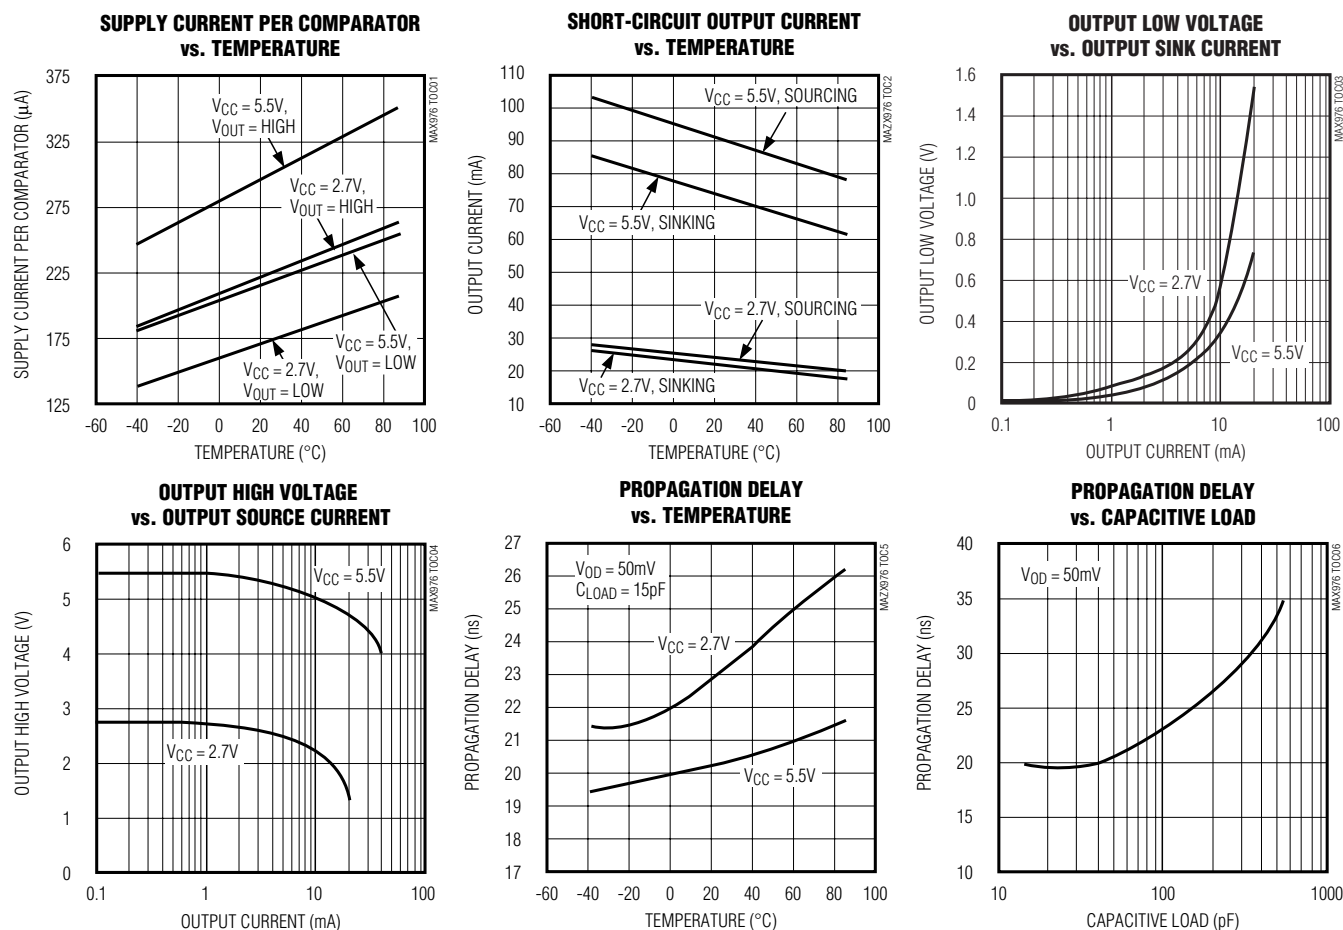 SUPPLY CURRENT PER COMPARATOR
vs. TEMPERATURE
375
325
275
225
175
125
SUPPLY CURRENT PER COMPARATOR (µA)
VCC = 5.5V,
VOUT = HIGH
VCC = 2.7V,
VOUT = HIGH
VCC = 5.5V,
VOUT = LOW
VCC = 2.7V,
VOUT = LOW
-60 -40 -20 0 20 40 60 80 100
TEMPERATURE (°C)
MAX976 TOC01
SHORT-CIRCUIT OUTPUT CURRENT
vs. TEMPERATURE
110
100
90
80
70
60
50
40
30
20
10
OUTPUT CURRENT (mA)
VCC = 5.5V, SOURCING
VCC = 5.5V, SINKING
VCC = 2.7V, SOURCING
VCC = 2.7V, SINKING
-60 -40 -20 0 20 40 60 80 100
TEMPERATURE (°C)
MAZX976 TOC2
OUTPUT LOW VOLTAGE
vs. OUTPUT SINK CURRENT
1.6
1.4
1.2
1.0
0.8
0.6
0.4
0.2
0
OUTPUT LOW VOLTAGE (V)
VCC = 2.7V
VCC = 5.5V
0.1 1 10 100
OUTPUT CURRENT (mA)
MAX976 TOC03
OUTPUT HIGH VOLTAGE
vs. OUTPUT SOURCE CURRENT
6
5
4
3
2
1
0
OUTPUT HIGH VOLTAGE (V)
VCC = 5.5V
VCC = 2.7V
0.1 1 10 100
OUTPUT CURRENT (mA)
MAX976 TOC04
PROPAGATION DELAY
vs. TEMPERATURE
27
26
25
24
23
22
21
20
19
18
17
PROPAGATION DELAY (ns)
VOD = 50mV
CLOAD = 15pF
VCC = 2.7V
VCC = 5.5V
-60 -40 -20 0 20 40 60 80 100
TEMPERATURE (°C)
MAZX976 TOC5
PROPAGATION DELAY
vs. CAPACITIVE LOAD
40
35
30
25
20
15
10
PROPAGATION DELAY (ns)
VOD = 50mV
10 100 1000
CAPACITIVE LOAD (pF)
MAX976 TOC06